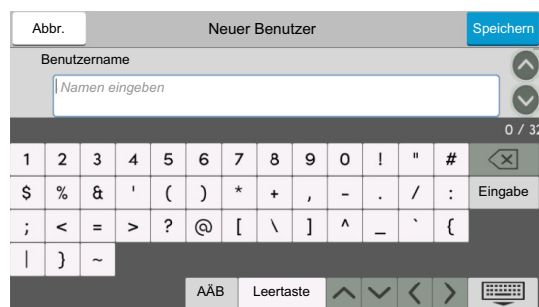 Abbr. Neuer Benutzer Speichern
Benutzername
Namen eingeben
0 / 32
1 2 3 4 5 6 7 8 9 0 ! " #
$ % & ' ( ) * + , - . / : Eingabe
; < = > ? @ [ \ ] ^ _ ` {
| } ~
AÄB Leertaste